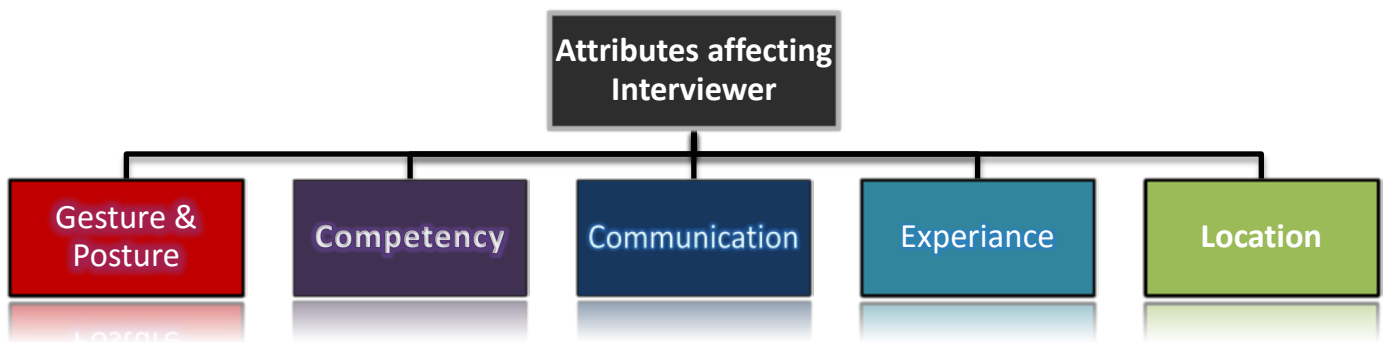 Attributes affecting
Interviewer
Gesture &
Posture
Competency
Communication
Experiance
Location